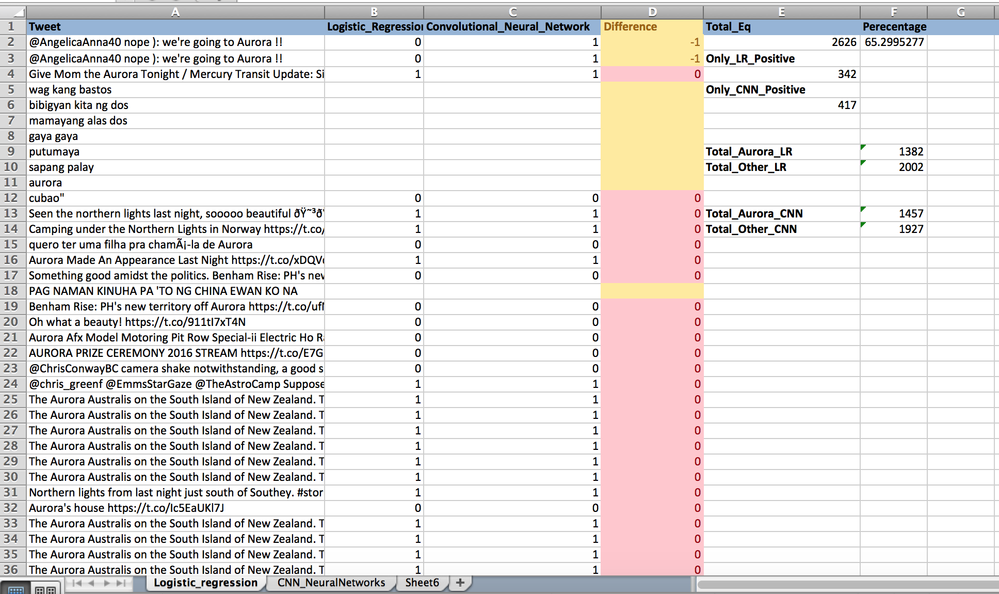 A B C D E F G
1 Tweet Logistic_Regression Convolutional_Neural_Network Difference Total_Eq Perecentage
2 @AngelicaAnna40 nope ): we're going to Aurora !! 0 1 -1 2626 65.2995277
3 @AngelicaAnna40 nope ): we're going to Aurora !! 0 1 -1 Only_LR_Positive
4 Give Mom the Aurora Tonight / Mercury Transit Update: Si 1 1 0 342
5 wag kang bastos Only_CNN_Positive
6 bibigyan kita ng dos 417
7 mamayang alas dos
8 gaya gaya
9 putumaya Total_Aurora_LR 1382
10 sapang palay Total_Other_LR 2002
11 aurora
12 cubao" 0 0 0
13 Seen the northern lights last night, sooooo beautiful ðŸ˜³ð 1 1 0 Total_Aurora_CNN 1457
14 Camping under the Northern Lights in Norway https://t.co/ 1 1 0 Total_Other_CNN 1927
15 quero ter uma filha pra chamÃ¡-la de Aurora 0 0 0
16 Aurora Made An Appearance Last Night https://t.co/xDQV 1 1 0
17 Something good amidst the politics. Benham Rise: PH's nev 0 0 0
18 PAG NAMAN KINUHA PA 'TO NG CHINA EWAN KO NA
19 Benham Rise: PH's new territory off Aurora https://t.co/uf 0 0 0
20 Oh what a beauty! https://t.co/911tI7xT4N 0 0 0
21 Aurora Afx Model Motoring Pit Row Special-ii Electric Ho R 0 0 0
22 AURORA PRIZE CEREMONY 2016 STREAM https://t.co/E7G 0 0 0
23 @ChrisConwayBC camera shake notwithstanding, a good s 0 0 0
24 @chris_greenf @EmmsStarGaze @TheAstroCamp Suppose 1 1 0
25 The Aurora Australis on the South Island of New Zealand. T 1 1 0
26 The Aurora Australis on the South Island of New Zealand. T 1 1 0
27 The Aurora Australis on the South Island of New Zealand. T 1 1 0
28 The Aurora Australis on the South Island of New Zealand. T 1 1 0
29 The Aurora Australis on the South Island of New Zealand. T 1 1 0
30 The Aurora Australis on the South Island of New Zealand. T 1 1 0
31 Northern lights from last night just south of Southey. #stor 1 1 0
32 Aurora's house https://t.co/Ic5EaUKl7J 0 0 0
33 The Aurora Australis on the South Island of New Zealand. T 1 1 0
34 The Aurora Australis on the South Island of New Zealand. T 1 1 0
35 The Aurora Australis on the South Island of New Zealand. T 1 1 0
36 The Aurora Australis on the South Island of New Zealand. T 1 1 0
Logistic_regression CNN_NeuralNetworks Sheet6 +